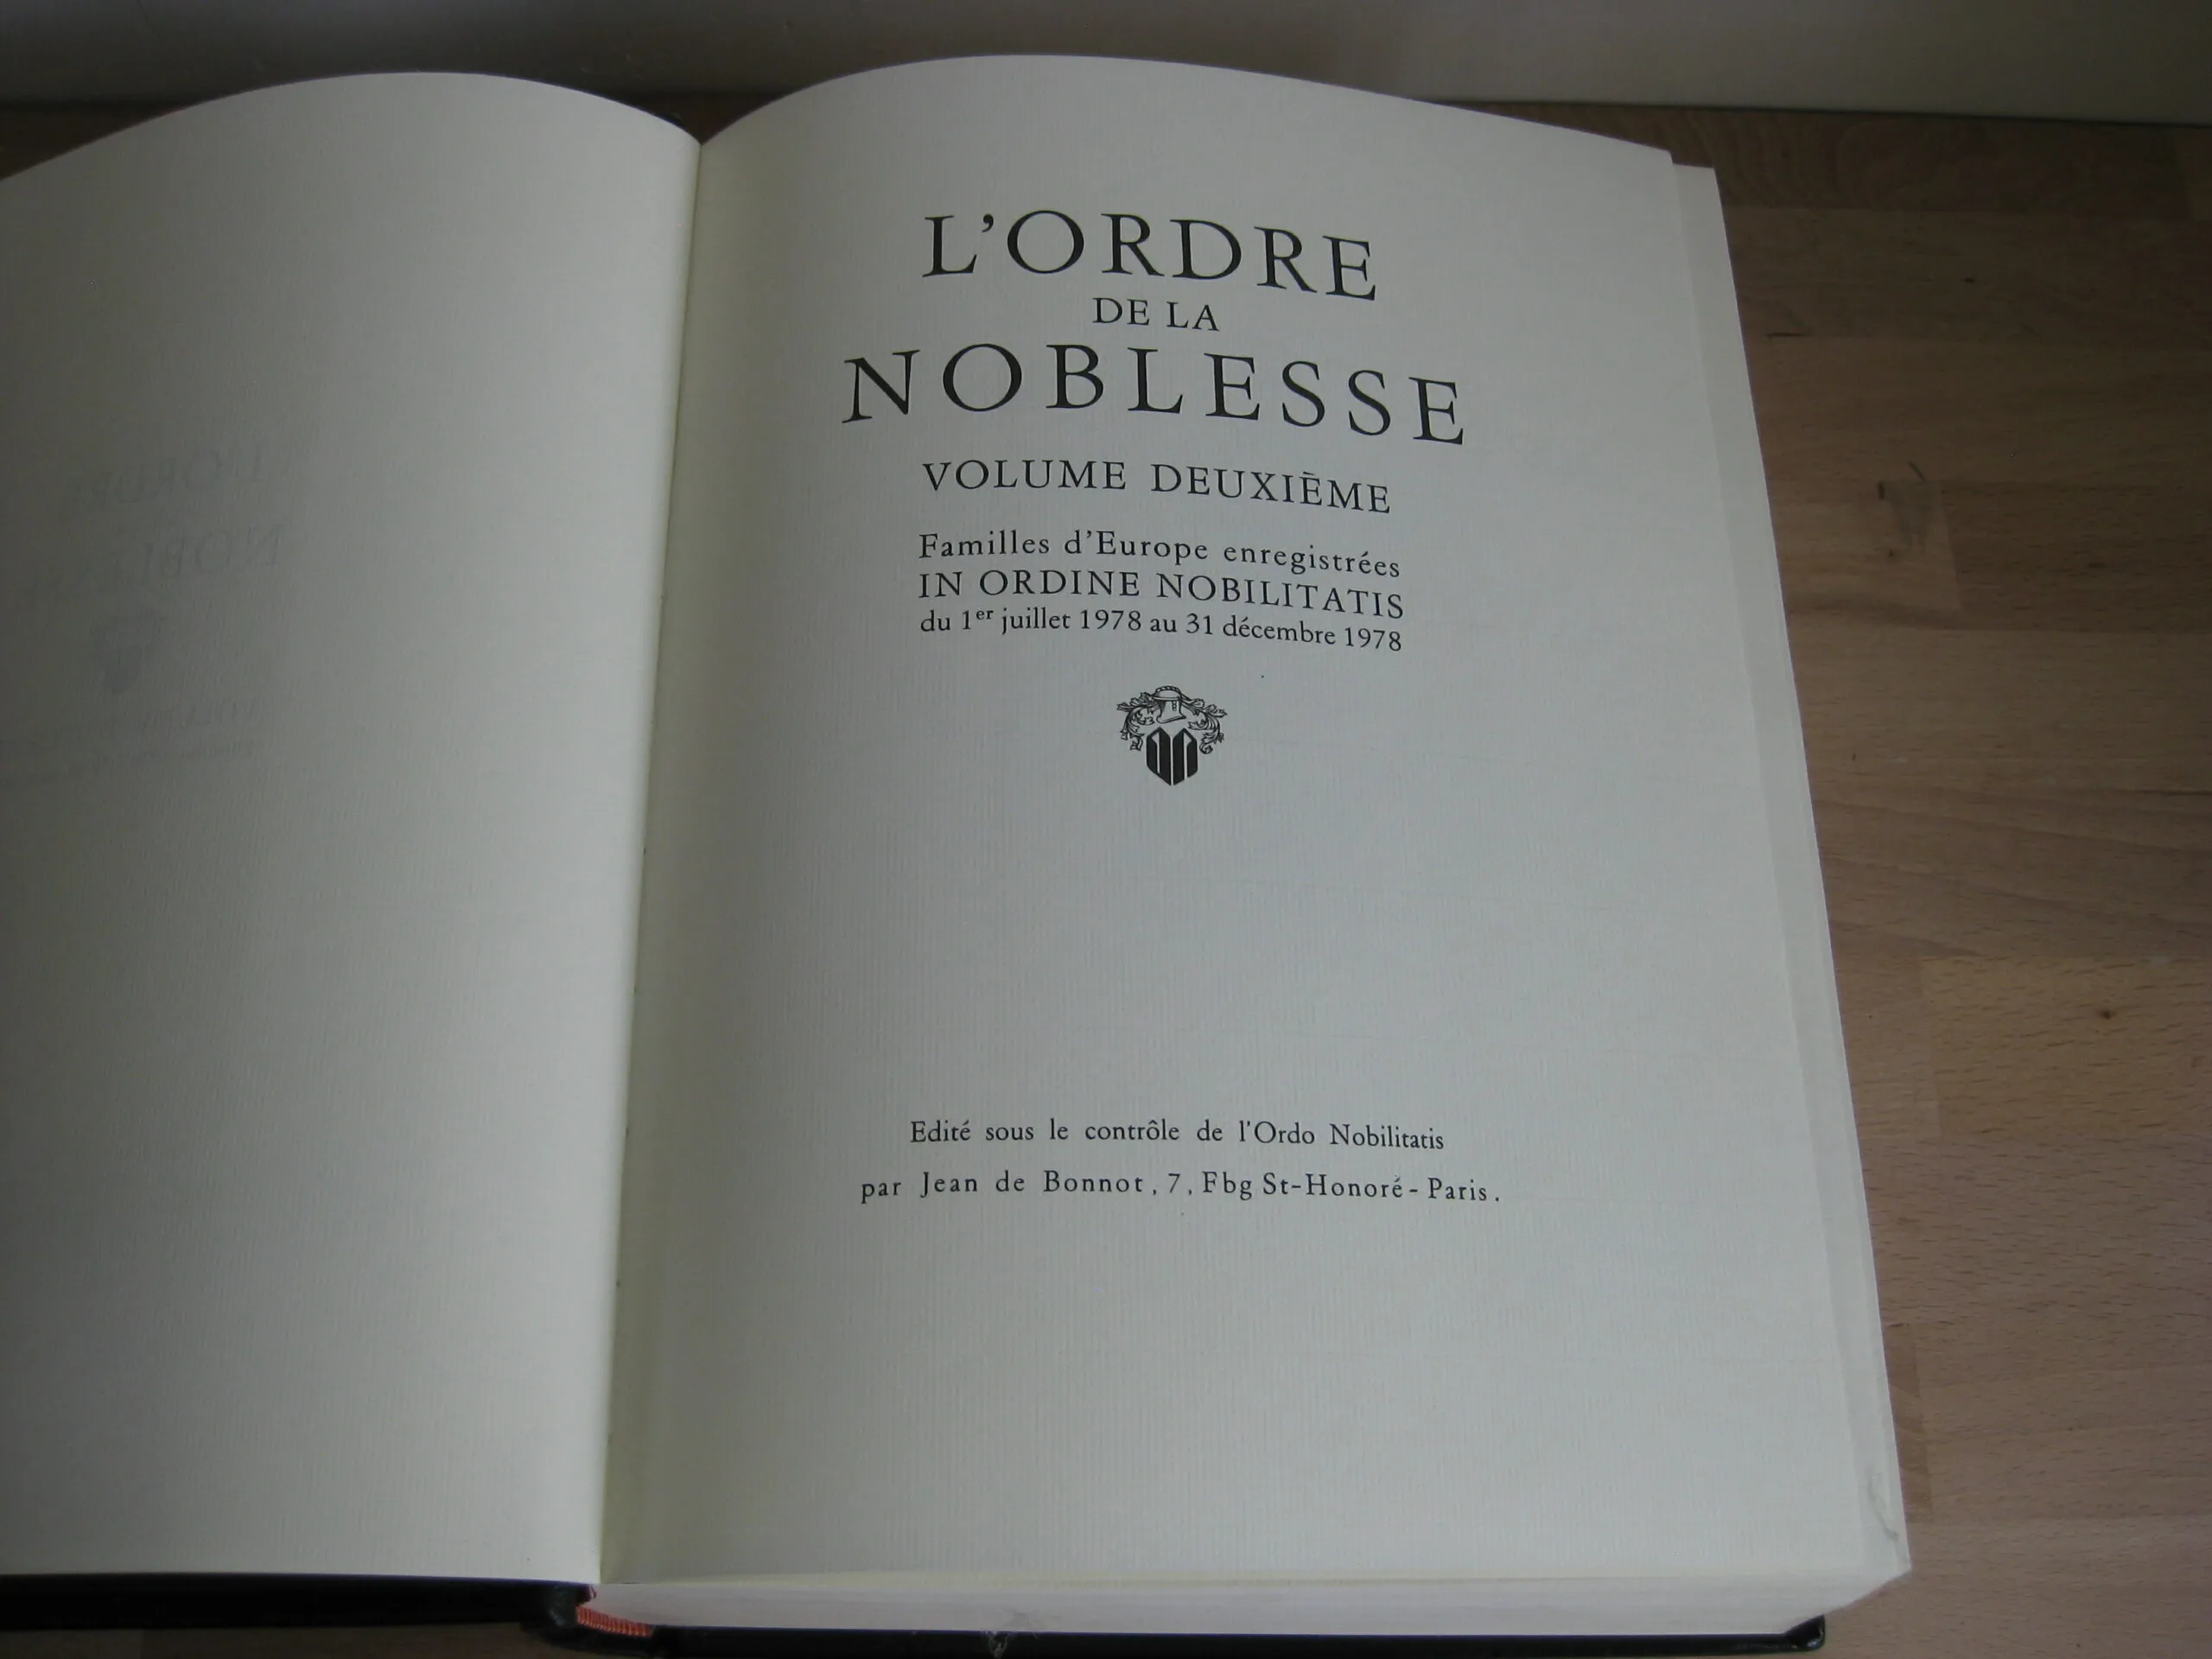 L'ORDRE
DE LA
NOBLESSE
VOLUME DEUXIÈME
Familles d'Europe enregistrées
IN ORDINE NOBILITATIS
du 1er juillet 1978 au 31 décembre 1978
Edité sous le contrôle de l'Ordo Nobilitatis
par Jean de Bonnot, 7, Fbg St-Honoré - Paris.